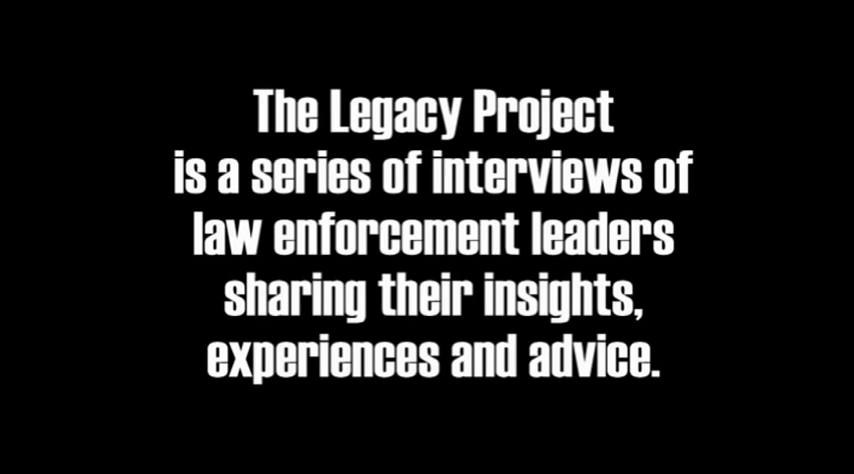 The Legacy Project
is a series of interviews of
law enforcement leaders
sharing their insights,
experiences and advice.